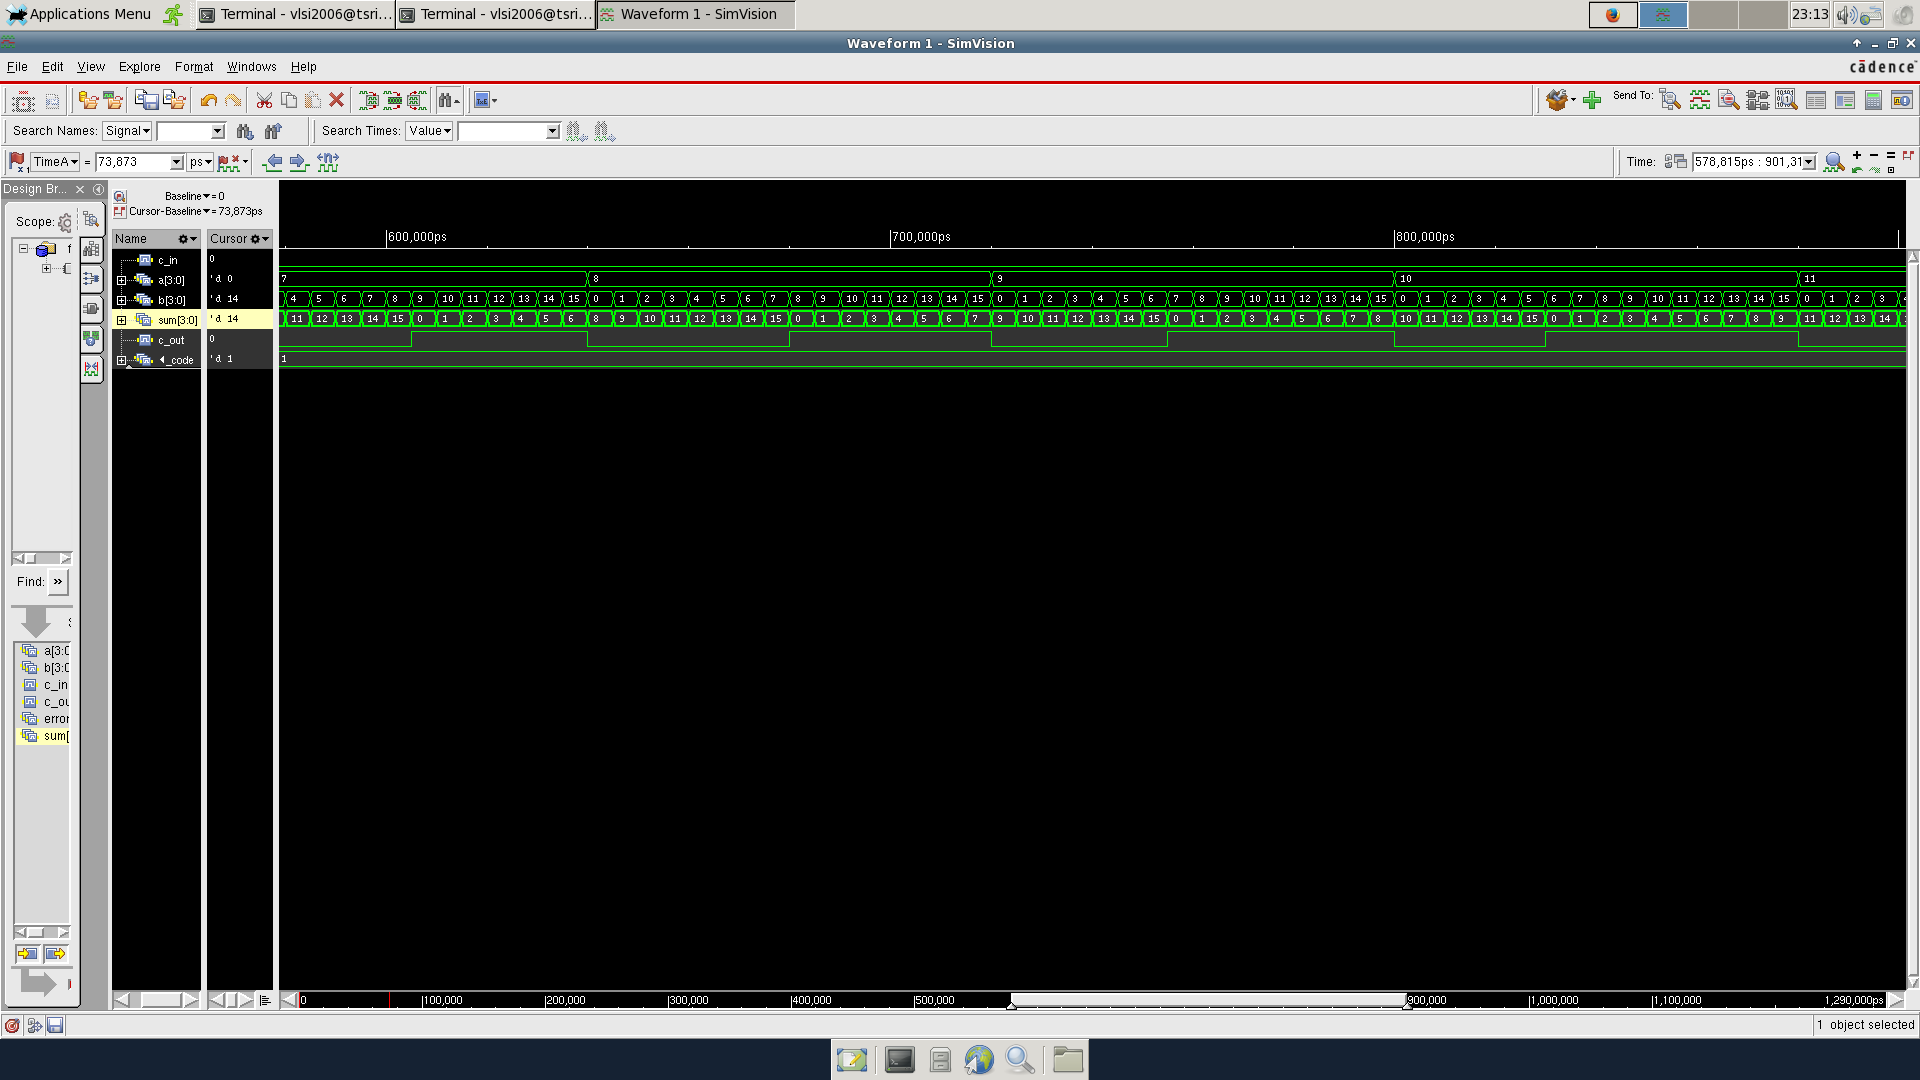 Applications Menu
Terminal - vlsi2006@tsri...
Terminal - vlsi2006@tsri...
Waveform 1 - SimVision
23:13
Waveform 1 - SimVision
File Edit View Explore Format Windows Help
cādence
Send To:
Search Names: Signal
Search Times: Value
TimeA = 73,873 ps
Time: 578,815ps : 901,31
Design Br...
Baseline = 0
Cursor-Baseline = 73,873ps
Scope:
Name Cursor
600,000ps 700,000ps 800,000ps
c_in 0
a[3:0] 'd 0 7 8 9 10 11
b[3:0] 'd 14 4 5 6 7 8 9 10 11 12 13 14 15 0 1 2 3 4 5 6 7 8 9 10 11 12 13 14 15 0 1 2 3 4 5 6 7 8 9 10 11 12 13 14 15 0 1 2 3 4 5 6 7 8 9 10 11 12 13 14 15 0 1 2 3
sum[3:0] 'd 14 11 12 13 14 15 0 1 2 3 4 5 6 8 9 10 11 12 13 14 15 0 1 2 3 4 5 6 7 9 10 11 12 13 14 15 0 1 2 3 4 5 6 7 8 10 11 12 13 14 15 0 1 2 3 4 5 6 7 8 9 11 12 13 14
c_out 0
_code 'd 1 1
Find: »
a[3:0
b[3:0
c_in
c_ou
error
sum[
0 100,000 200,000 300,000 400,000 500,000 900,000 1,000,000 1,100,000 1,290,000ps
1 object selected